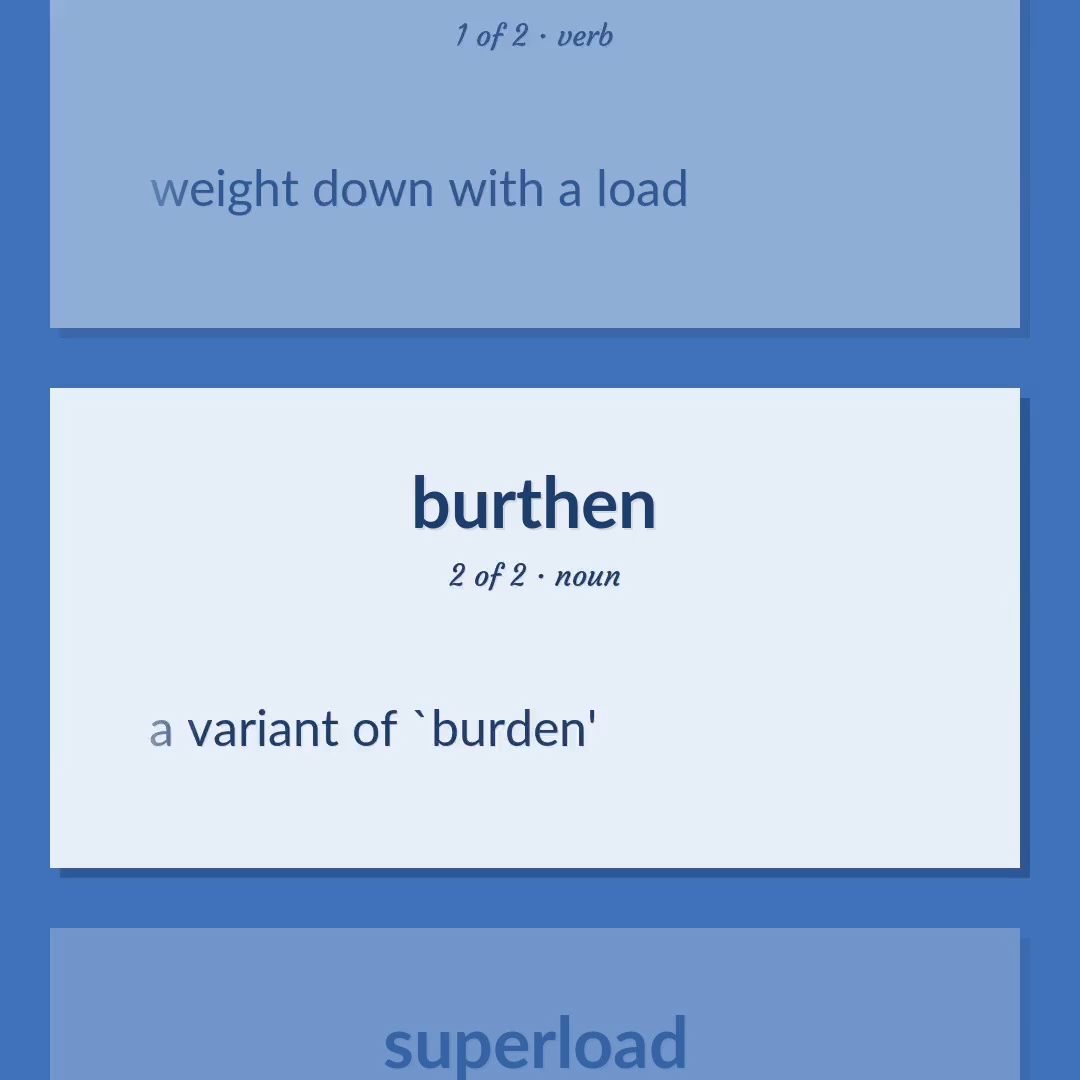 1 of 2 · verb
weight down with a load
burthen
2 of 2 · noun
a variant of `burden'
superload